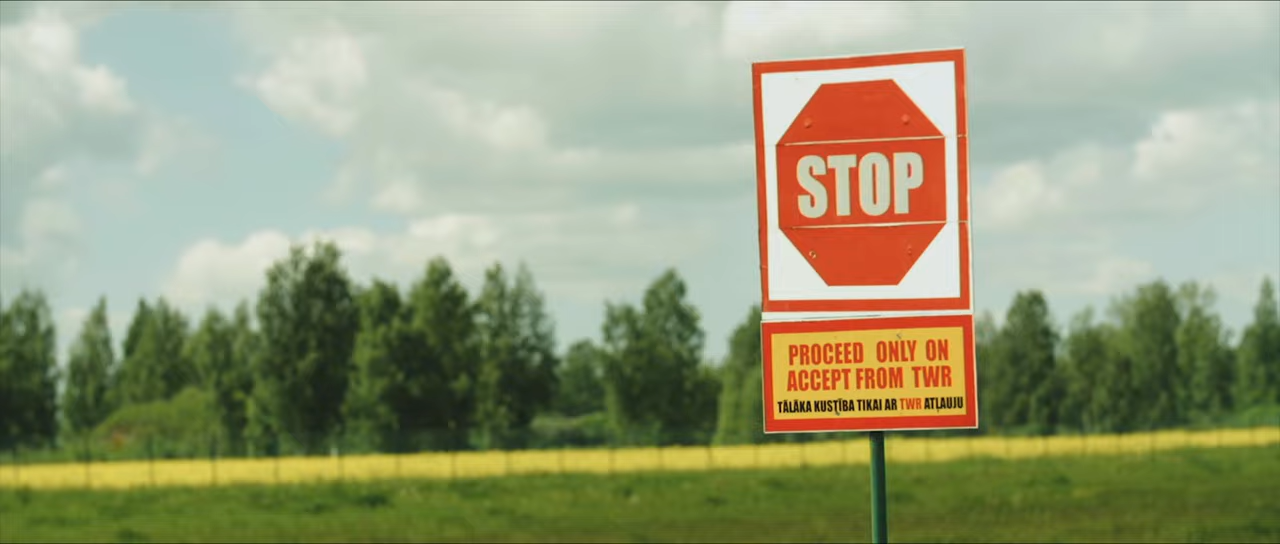 STOP
PROCEED ONLY ON
ACCEPT FROM TWR
TĀLĀKA KUSTĪBA TIKAI AR TWR ATĻAUJU